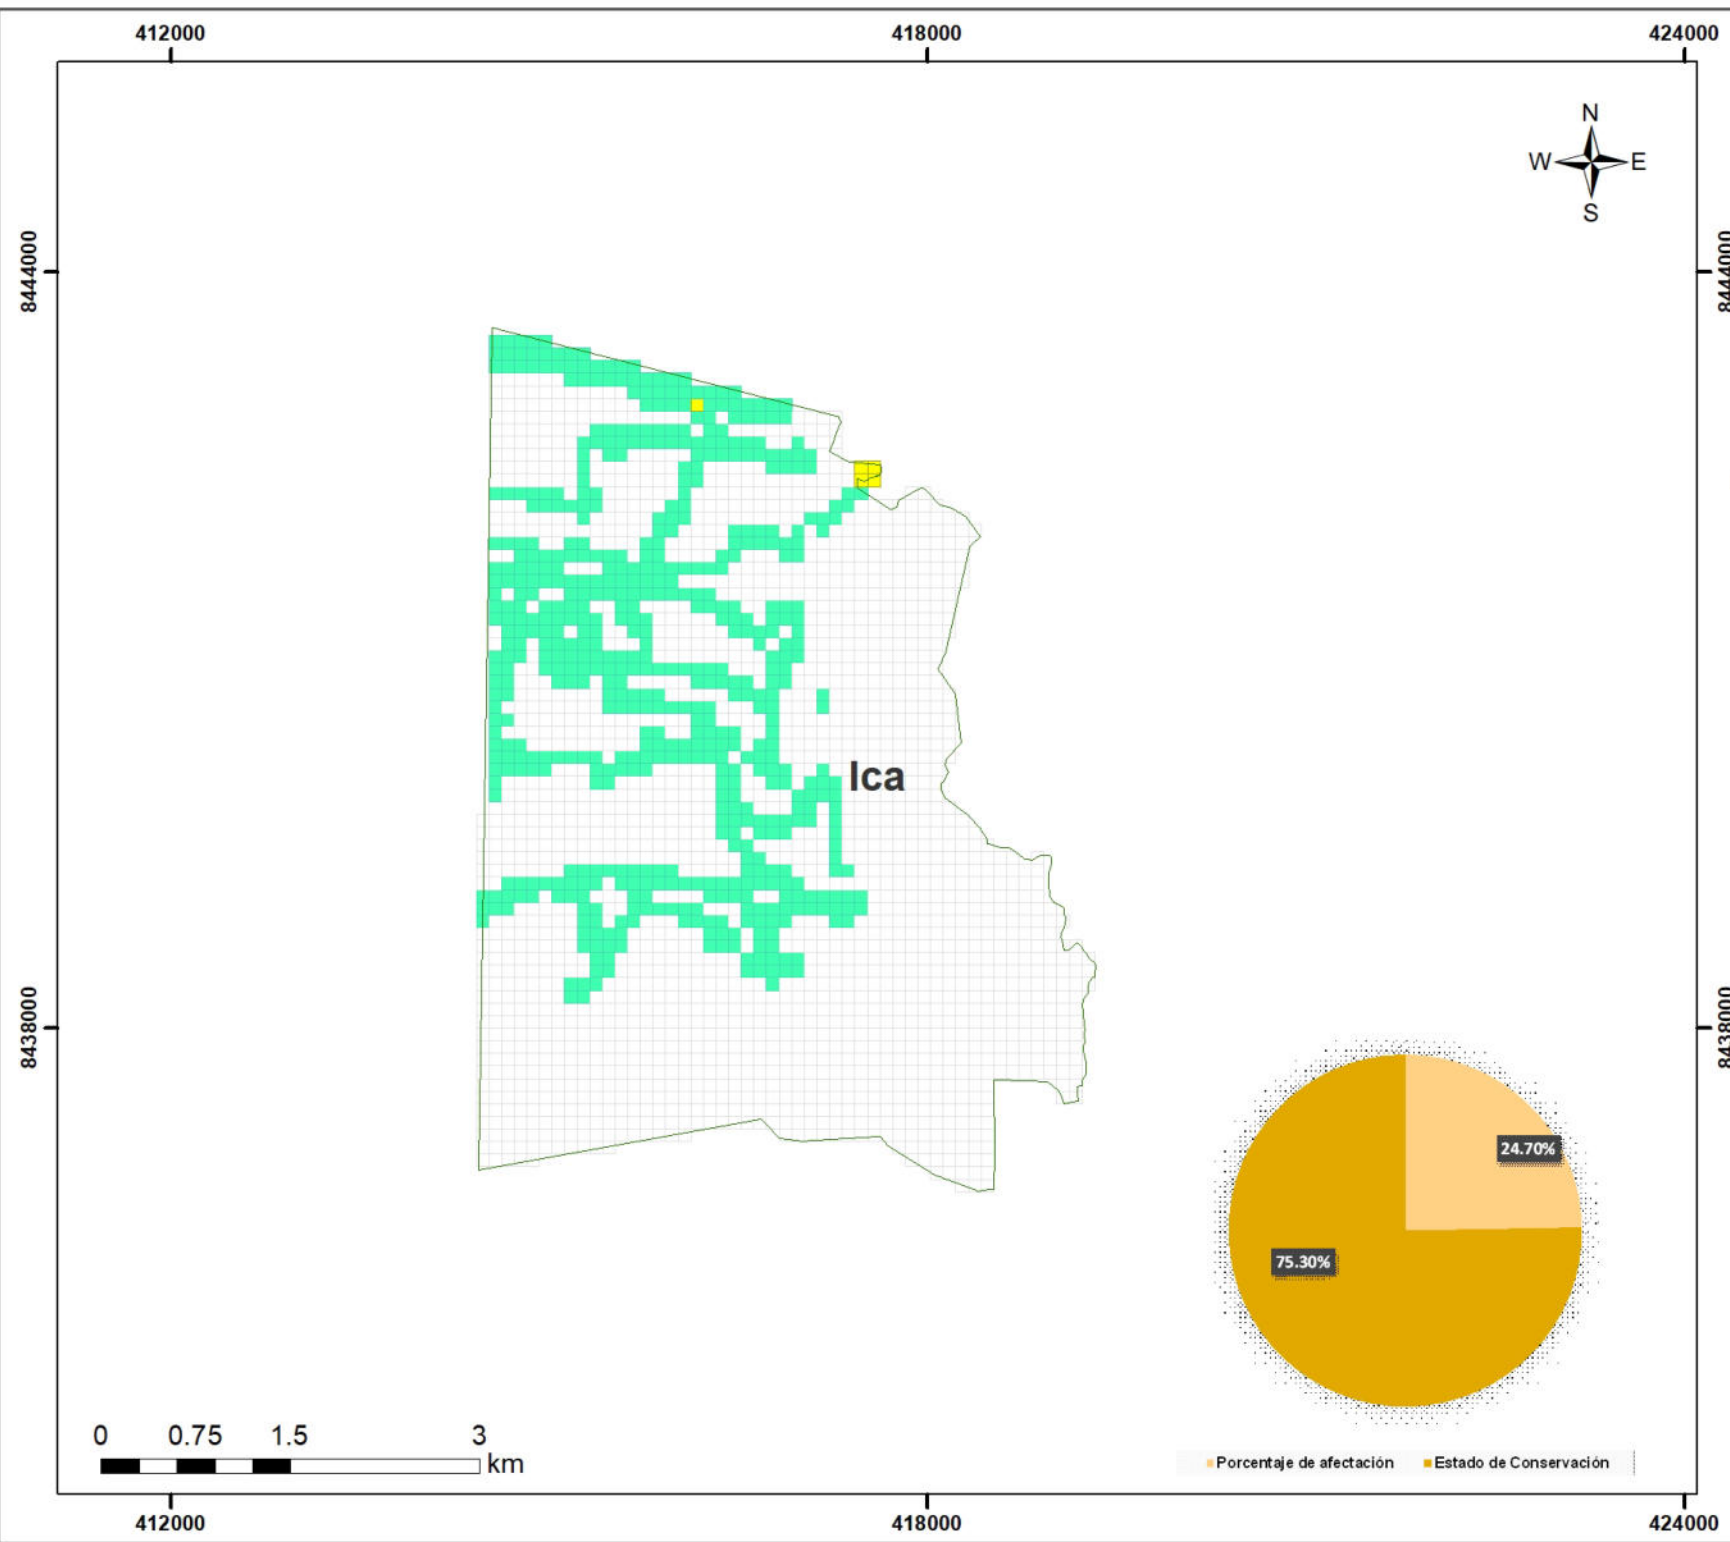 412000 418000 424000
N
W E
S
8444000 8444000
Ica
8438000 8438000
24.70%
75.30%
0 0.75 1.5 3
km
Porcentaje de afectación Estado de Conservación
412000 418000 424000